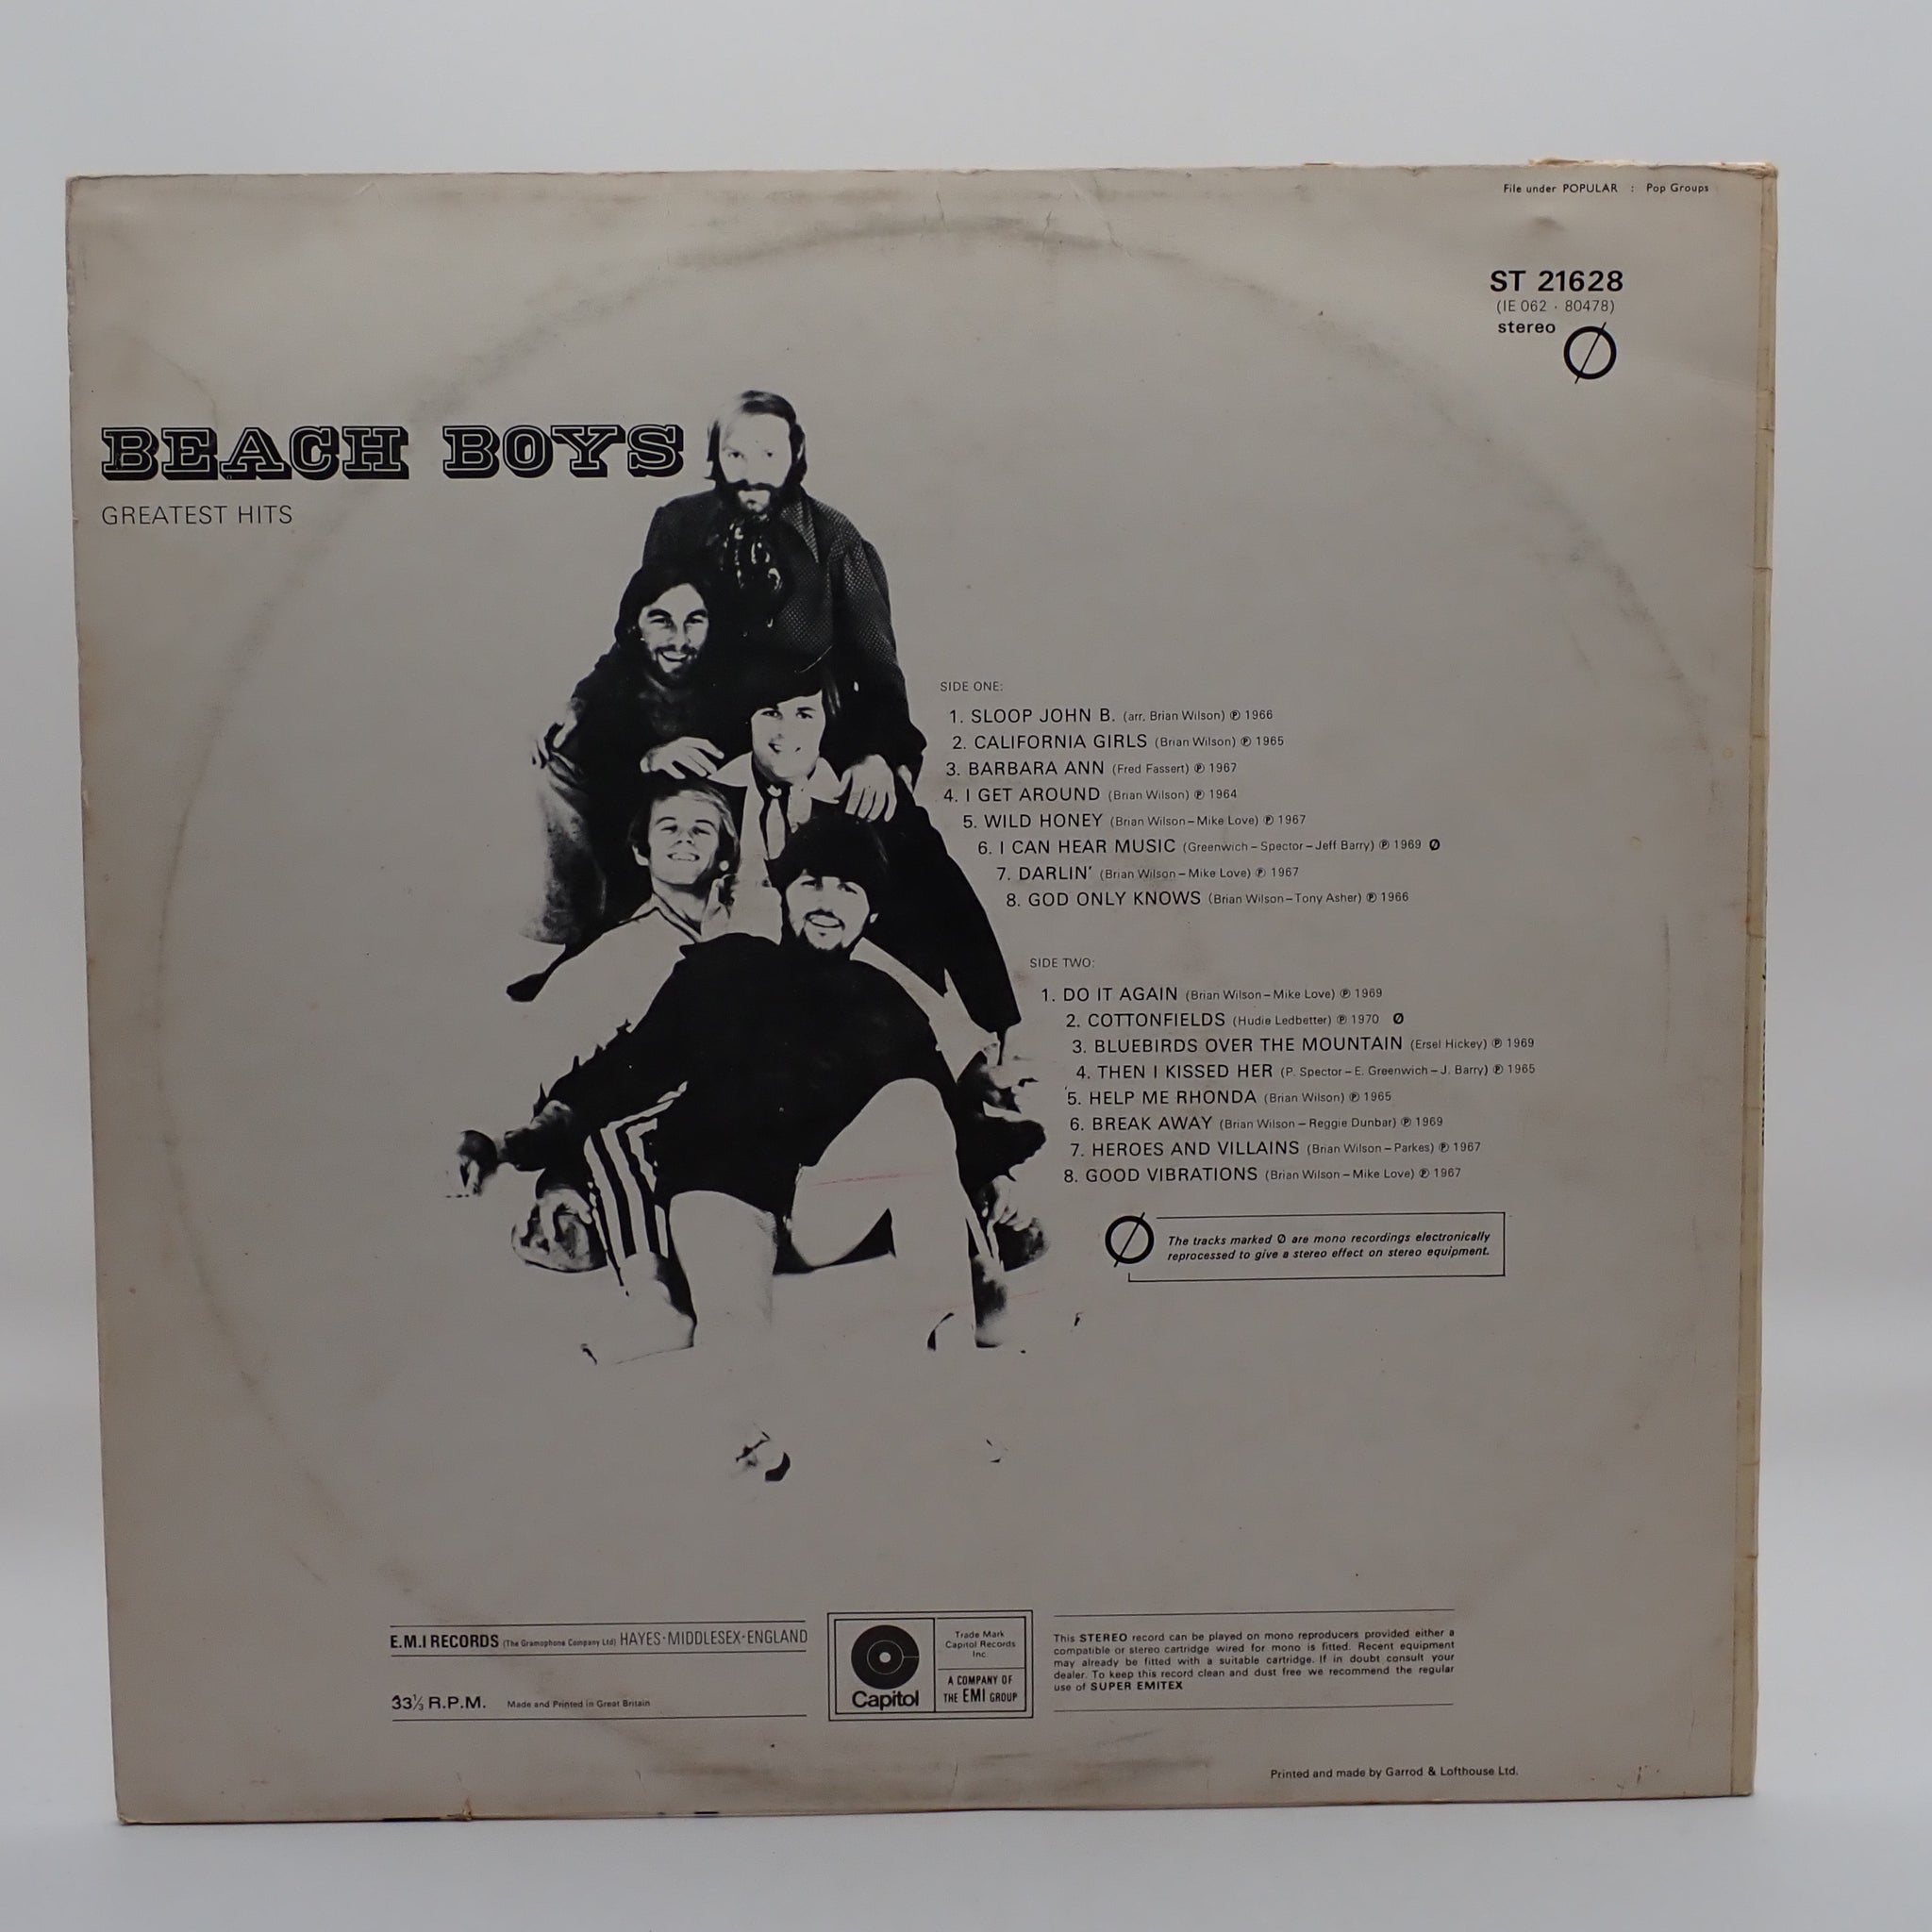 File under POPULAR : Pop Groups
ST 21628
(IE 062 · 80478)
stereo
BEACH BOYS
GREATEST HITS
SIDE ONE:
1. SLOOP JOHN B. (arr. Brian Wilson) ℗ 1966
2. CALIFORNIA GIRLS (Brian Wilson) ℗ 1965
3. BARBARA ANN (Fred Fassert) ℗ 1967
4. I GET AROUND (Brian Wilson) ℗ 1964
5. WILD HONEY (Brian Wilson – Mike Love) ℗ 1967
6. I CAN HEAR MUSIC (Greenwich – Spector – Jeff Barry) ℗ 1969 Ø
7. DARLIN' (Brian Wilson – Mike Love) ℗ 1967
8. GOD ONLY KNOWS (Brian Wilson – Tony Asher) ℗ 1966
SIDE TWO:
1. DO IT AGAIN (Brian Wilson – Mike Love) ℗ 1969
2. COTTONFIELDS (Hudie Ledbetter) ℗ 1970 Ø
3. BLUEBIRDS OVER THE MOUNTAIN (Ersel Hickey) ℗ 1969
4. THEN I KISSED HER (P. Spector – E. Greenwich – J. Barry) ℗ 1965
5. HELP ME RHONDA (Brian Wilson) ℗ 1965
6. BREAK AWAY (Brian Wilson – Reggie Dunbar) ℗ 1969
7. HEROES AND VILLAINS (Brian Wilson – Parkes) ℗ 1967
8. GOOD VIBRATIONS (Brian Wilson – Mike Love) ℗ 1967
The tracks marked Ø are mono recordings electronically
reprocessed to give a stereo effect on stereo equipment.
E.M.I RECORDS (The Gramophone Company Ltd) HAYES·MIDDLESEX·ENGLAND
33⅓ R.P.M. Made and Printed in Great Britain
Capitol
Trade Mark
Capitol Records
Inc.
A COMPANY OF
THE EMI GROUP
This STEREO record can be played on mono reproducers provided either a
compatible or stereo cartridge wired for mono is fitted. Recent equipment
may already be fitted with a suitable cartridge. If in doubt consult your
dealer. To keep this record clean and dust free we recommend the regular
use of SUPER EMITEX
Printed and made by Garrod & Lofthouse Ltd.